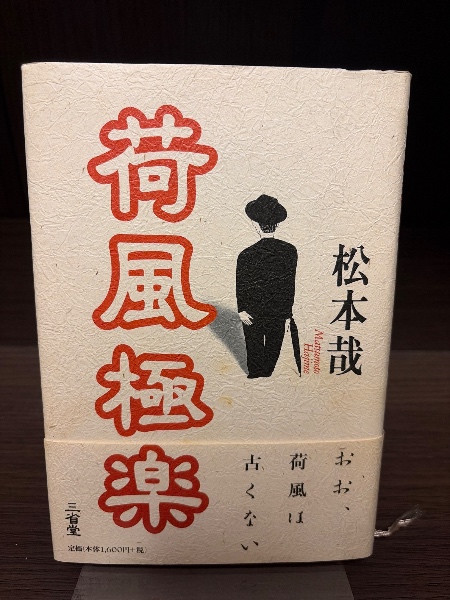 松本哉
Matsumoto
Hajime
荷風極楽
おお、
荷風は
古くない
三省堂
定価(本体1,600円+税)